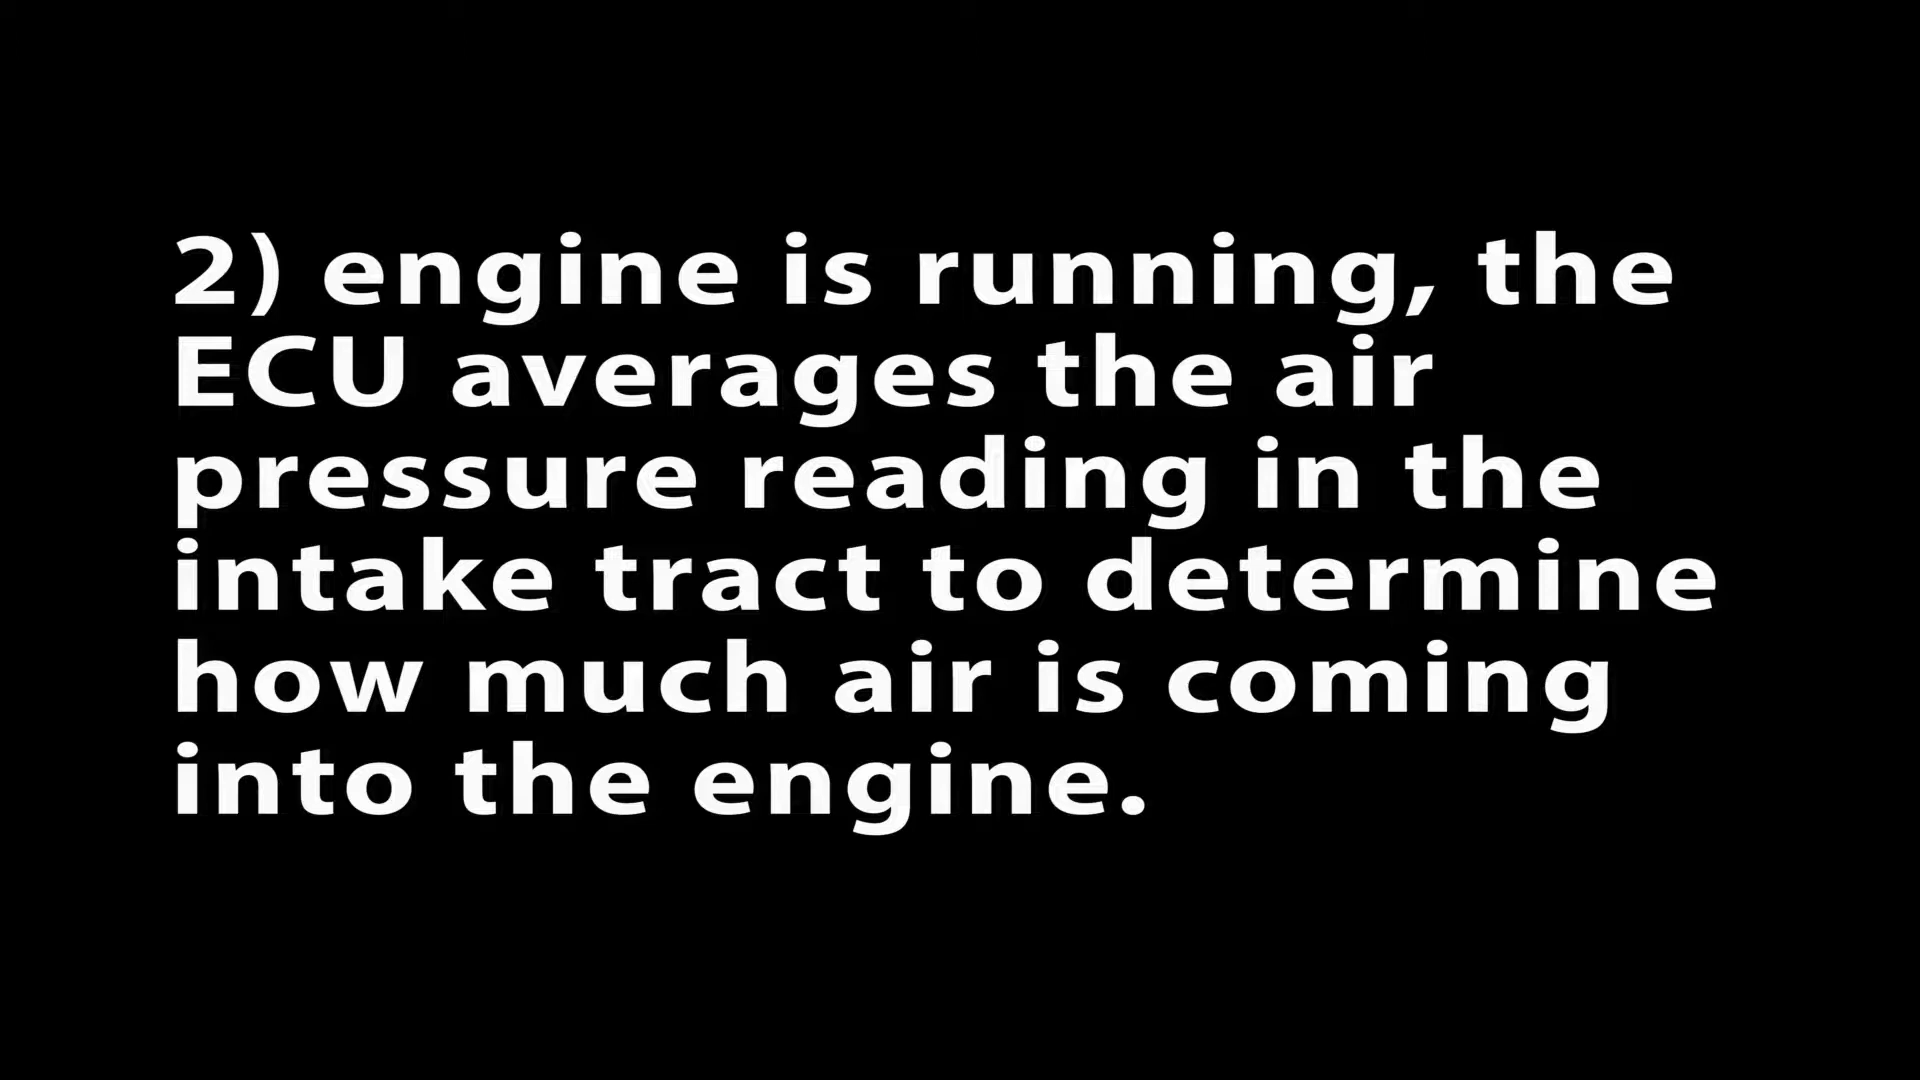 2) engine is running, the
ECU averages the air
pressure reading in the
intake tract to determine
how much air is coming
into the engine.